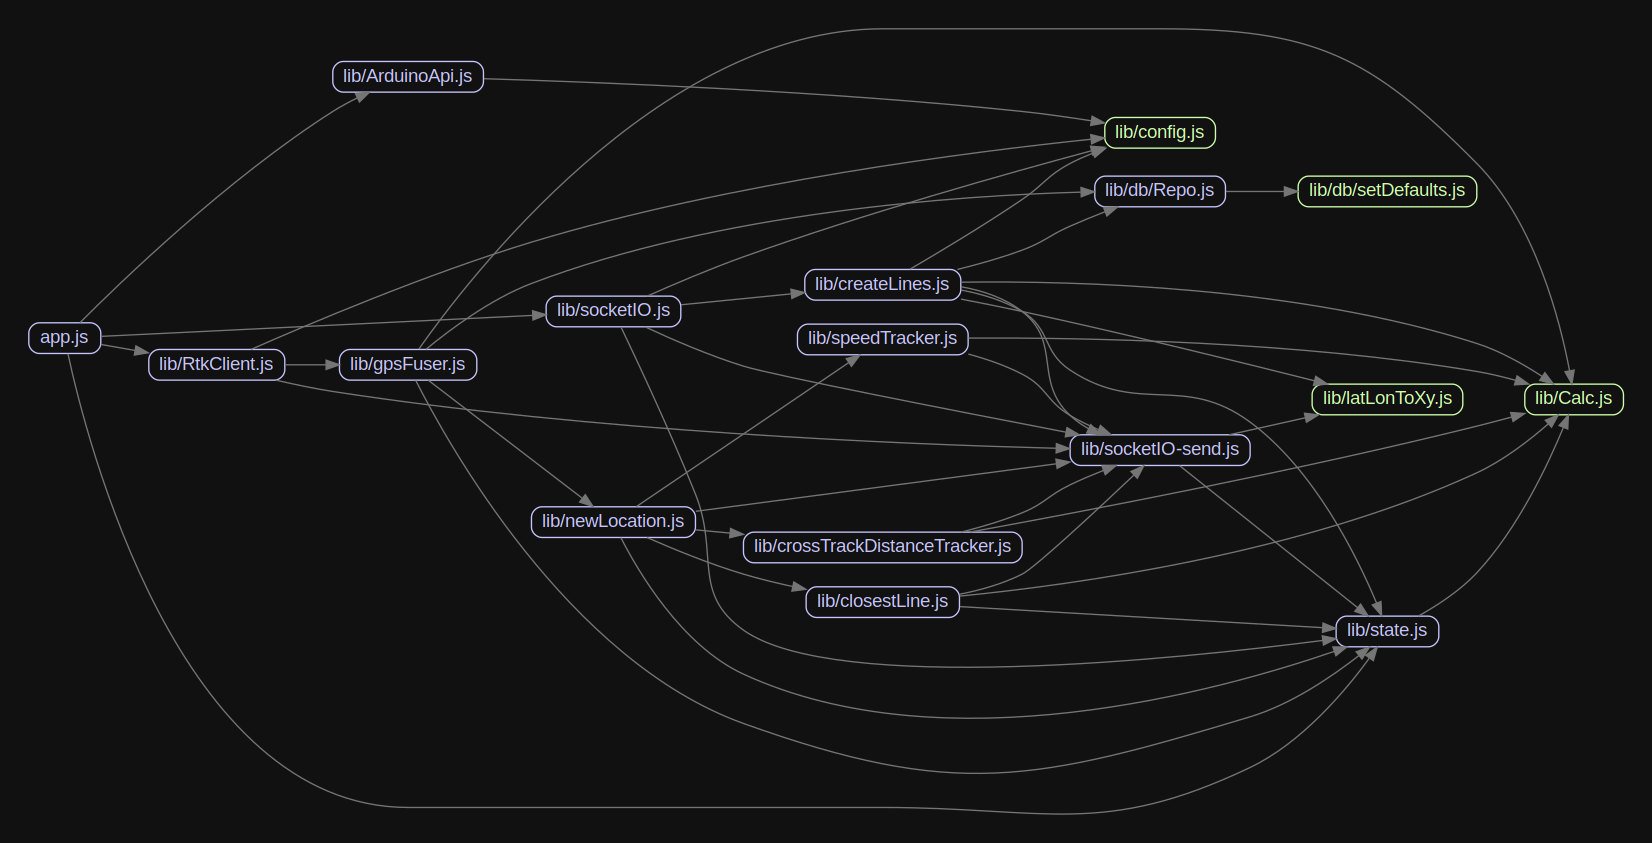 lib/ArduinoApi.js
lib/config.js
lib/db/Repo.js
lib/db/setDefaults.js
lib/createLines.js
lib/socketIO.js
app.js
lib/speedTracker.js
lib/RtkClient.js
lib/gpsFuser.js
lib/latLonToXy.js
lib/Calc.js
lib/socketIO-send.js
lib/newLocation.js
lib/crossTrackDistanceTracker.js
lib/closestLine.js
lib/state.js